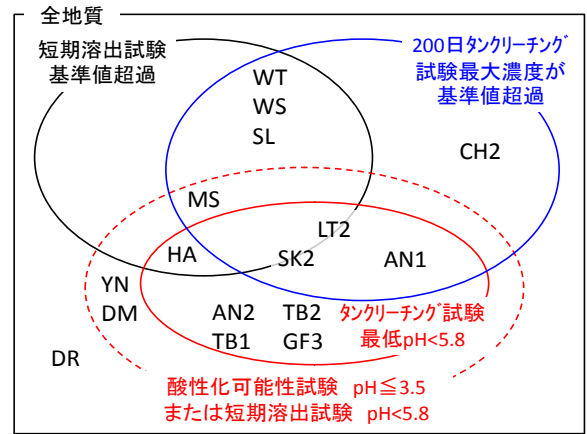 全地質
短期溶出試験
基準値超過
200日ﾀﾝｸﾘｰﾁﾝｸﾞ
試験最大濃度が
基準値超過
WT
WS
SL
CH2
MS
LT2
HA
SK2
AN1
YN
DM
AN2
TB2
TB1
GF3
ﾀﾝｸﾘｰﾁﾝｸﾞ試験
最低pH<5.8
DR
酸性化可能性試験 pH≦3.5
または短期溶出試験 pH<5.8